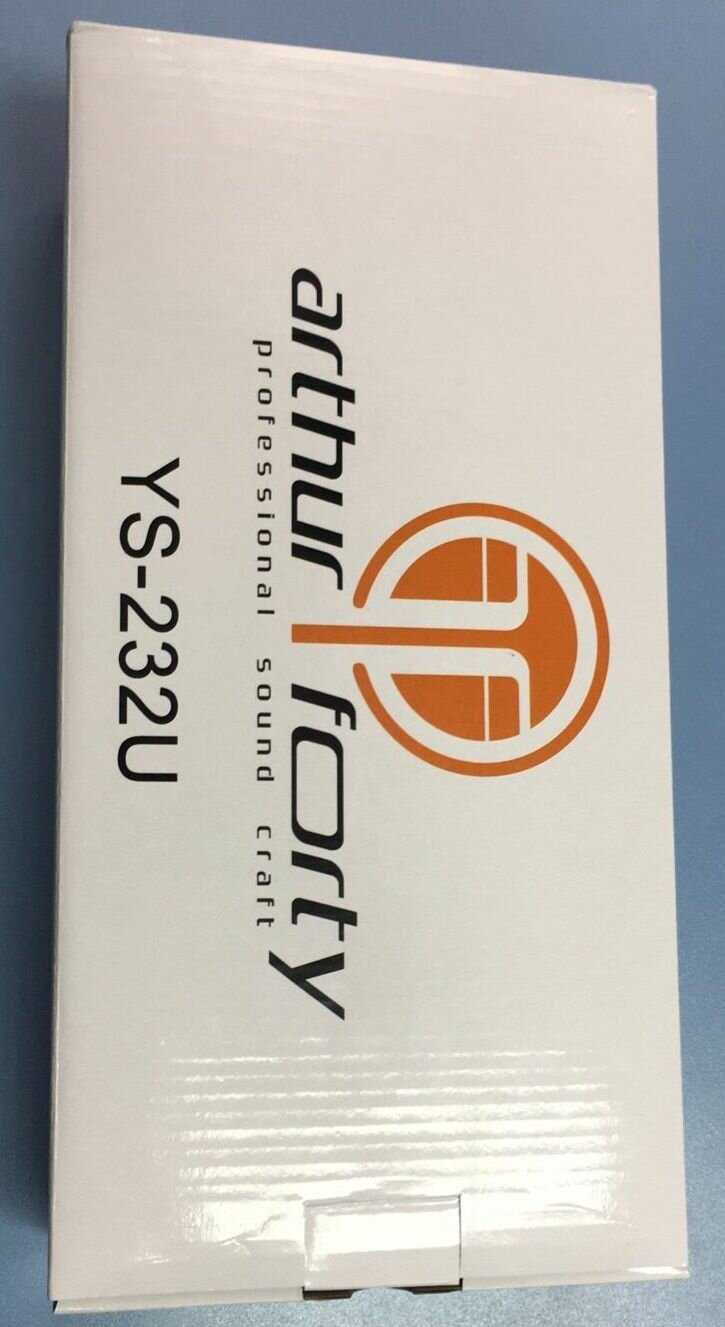 arthur forty
professional sound craft
YS-232U